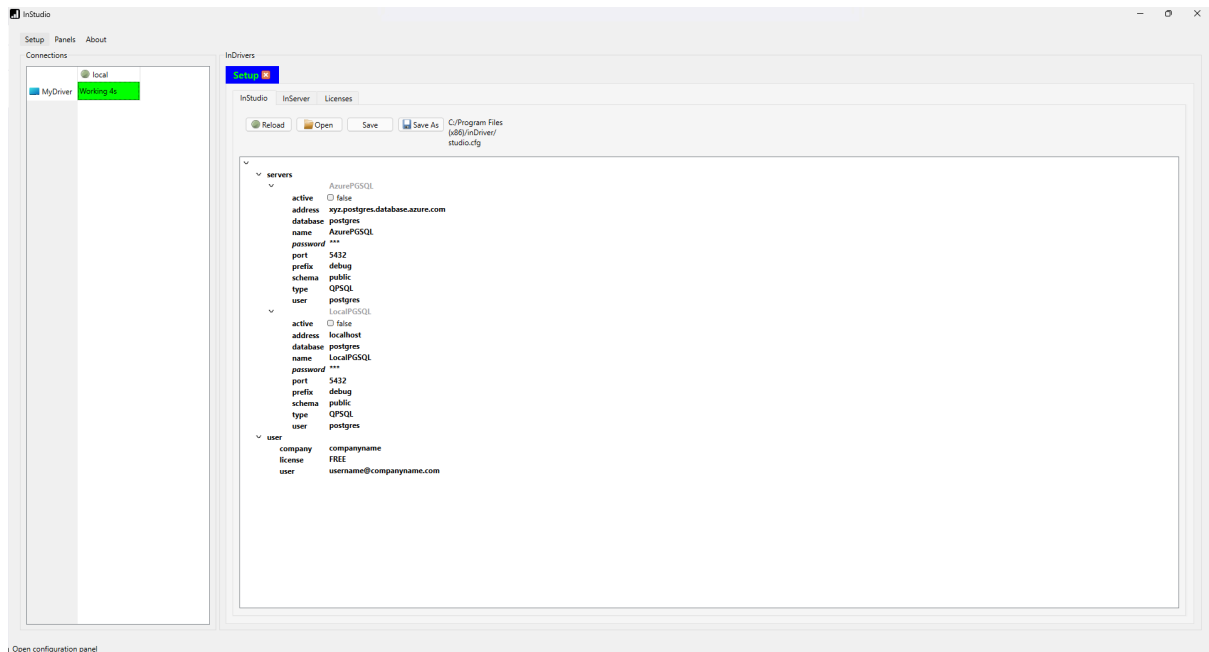 InStudio
Setup Panels About
Connections
local
MyDriver Working 4s
InDrivers
Setup
InStudio InServer Licenses
Reload Open Save Save As C:/Program Files
(x86)/inDriver/
studio.cfg
servers
AzurePGSQL
active false
address xyz.postgres.database.azure.com
database postgres
name AzurePGSQL
password ***
port 5432
prefix debug
schema public
type QPSQL
user postgres
LocalPGSQL
active false
address localhost
database postgres
name LocalPGSQL
password ***
port 5432
prefix debug
schema public
type QPSQL
user postgres
user
company companyname
license FREE
user username@companyname.com
Open configuration panel